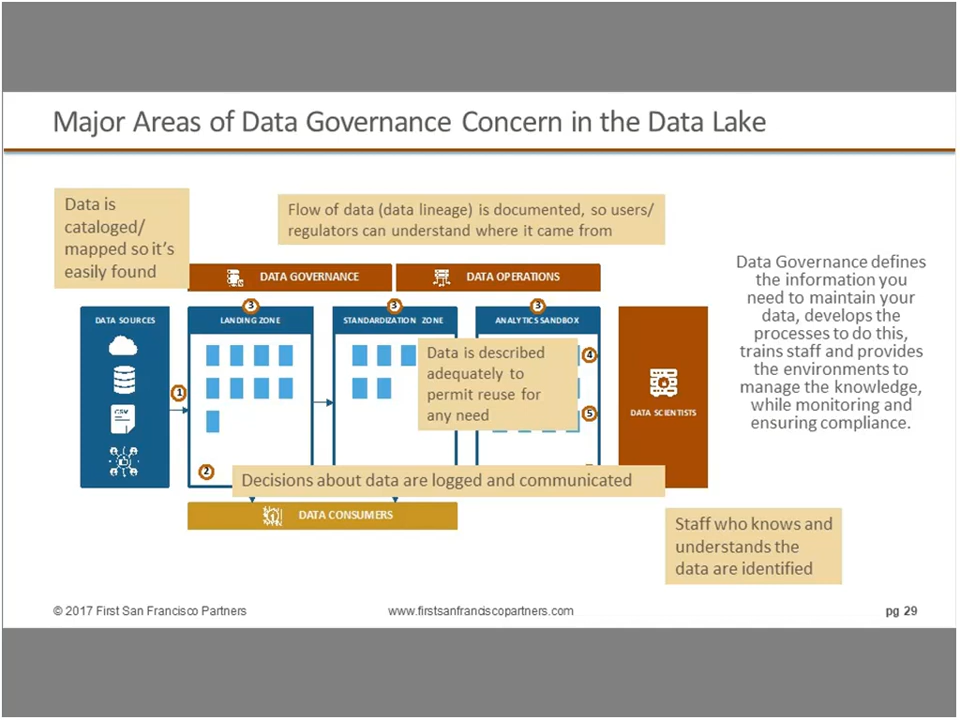 Major Areas of Data Governance Concern in the Data Lake
Data is
cataloged/
mapped so it's
easily found
Flow of data (data lineage) is documented, so users/
regulators can understand where it came from
DATA GOVERNANCE
DATA OPERATIONS
3
3
3
DATA SOURCES
LANDING ZONE
STANDARDIZATION ZONE
ANALYTICS SANDBOX
CSV
1
2
Data is described
adequately to
permit reuse for
any need
4
5
DATA SCIENTISTS
Decisions about data are logged and communicated
DATA CONSUMERS
Data Governance defines
the information you
need to maintain your
data, develops the
processes to do this,
trains staff and provides
the environments to
manage the knowledge,
while monitoring and
ensuring compliance.
Staff who knows and
understands the
data are identified
© 2017 First San Francisco Partners
www.firstsanfranciscopartners.com
pg 29